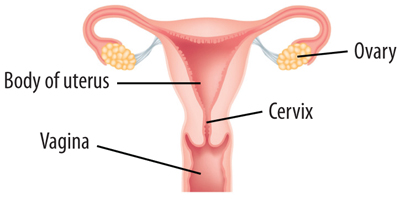 Ovary
Body of uterus
Cervix
Vagina